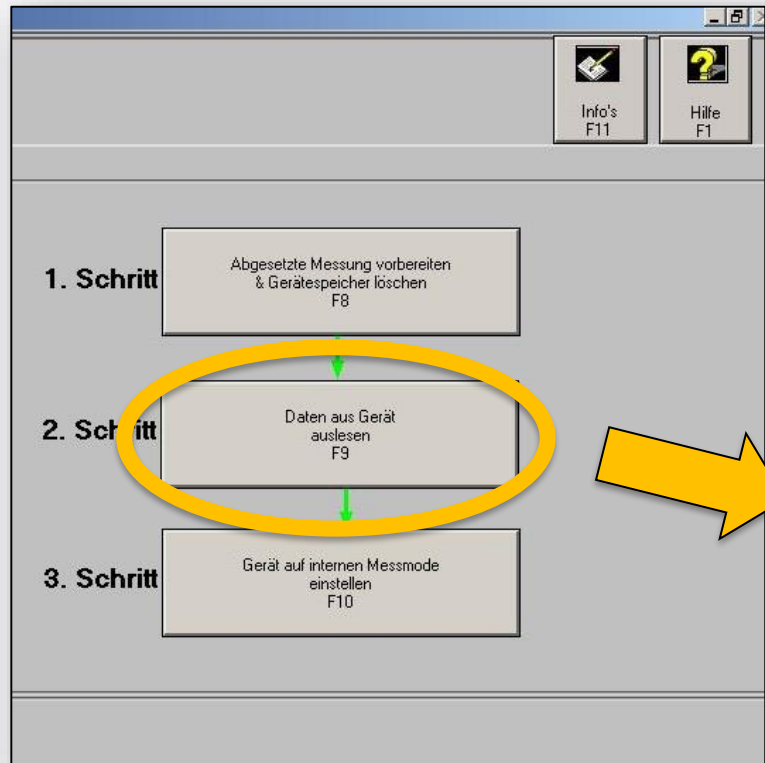 Info's
F11
Hilfe
F1
1. Schritt
Abgesetzte Messung vorbereiten
& Gerätespeicher löschen
F8
2. Schritt
Daten aus Gerät
auslesen
F9
3. Schritt
Gerät auf internen Messmode
einstellen
F10